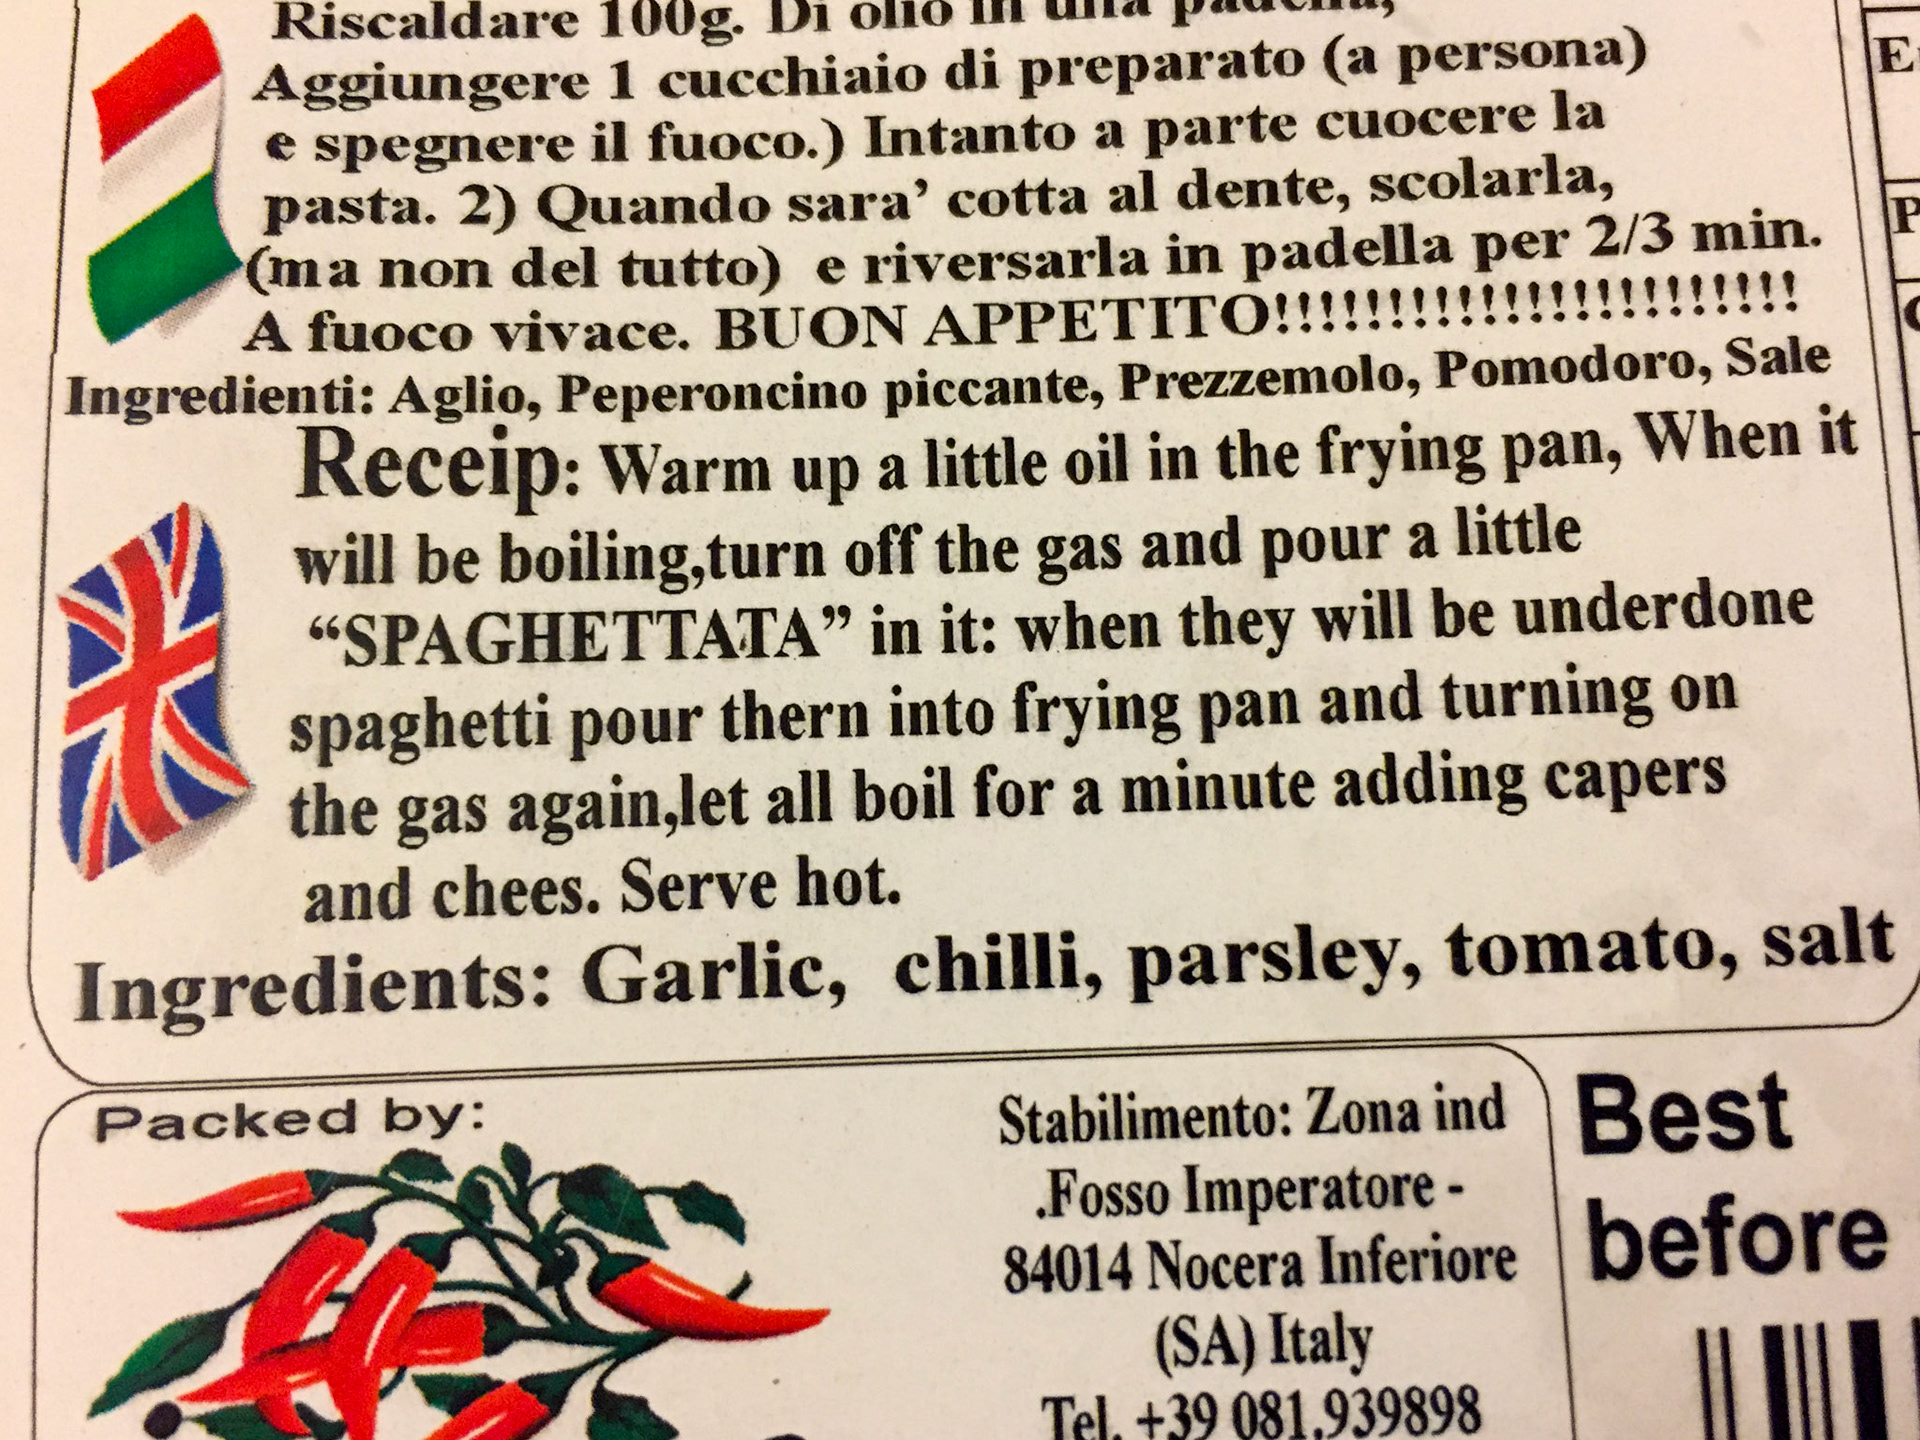 Riscaldare 100g. Di olio in una padella,
Aggiungere 1 cucchiaio di preparato (a persona)
e spegnere il fuoco.) Intanto a parte cuocere la
pasta. 2) Quando sara' cotta al dente, scolarla,
(ma non del tutto) e riversarla in padella per 2/3 min.
A fuoco vivace. BUON APPETITO!!!!!!!!!!!!!!!!!!!!!!!!
Ingredienti: Aglio, Peperoncino piccante, Prezzemolo, Pomodoro, Sale
Receip: Warm up a little oil in the frying pan, When it
will be boiling,turn off the gas and pour a little
“SPAGHETTATA” in it: when they will be underdone
spaghetti pour thern into frying pan and turning on
the gas again,let all boil for a minute adding capers
and chees. Serve hot.
Ingredients: Garlic, chilli, parsley, tomato, salt
Packed by:
Stabilimento: Zona ind
.Fosso Imperatore -
84014 Nocera Inferiore
(SA) Italy
Tel. +39 081.939898
Best
before